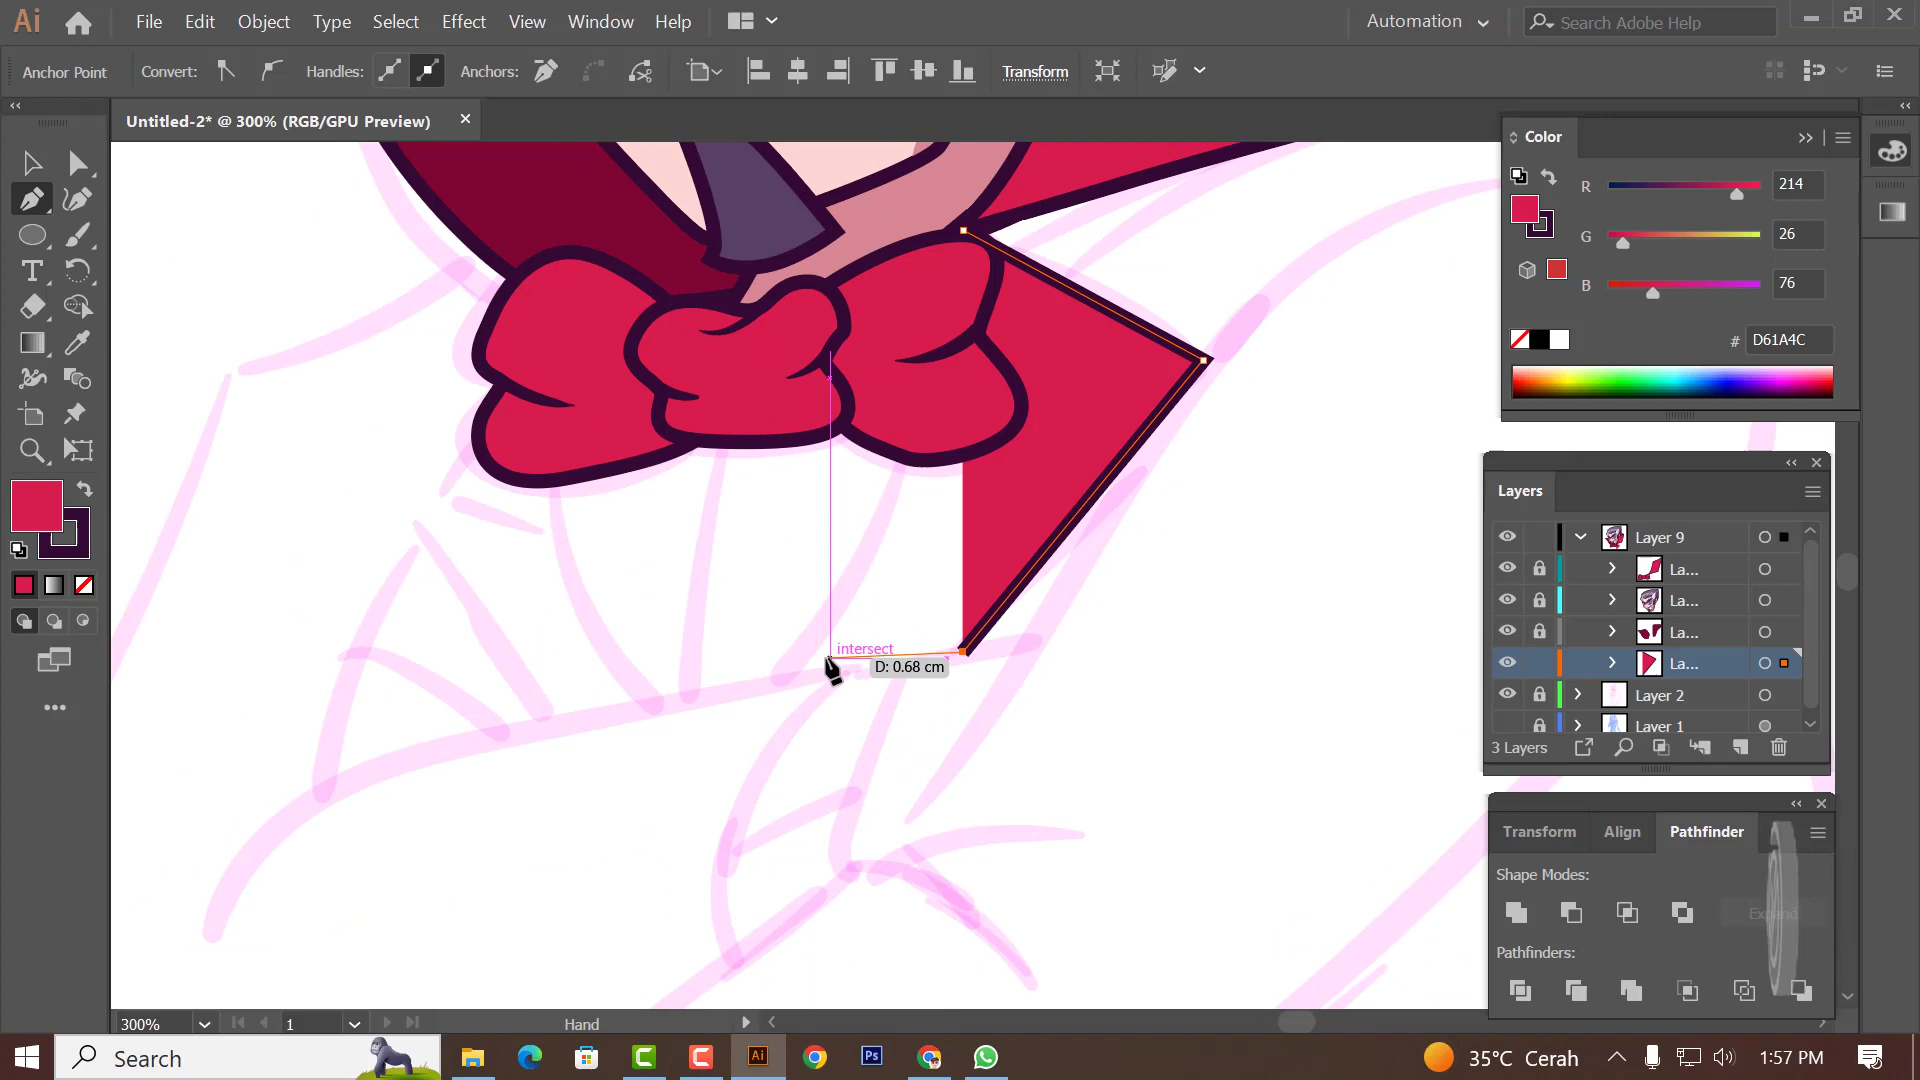 Ai File Edit Object Type Select Effect View Window Help Automation Search Adobe Help
Anchor Point Convert: Handles: Anchors: Transform
Untitled-2* @ 300% (RGB/GPU Preview)
Color
R 214
G 26
B 76
# D61A4C
intersect
D: 0.68 cm
Layers
Layer 9
La...
La...
La...
La...
Layer 2
Layer 1
3 Layers
Transform Align Pathfinder
Shape Modes:
Expand
Pathfinders:
300% 1 Hand
Search Ai Ps 35°C Cerah 1:57 PM